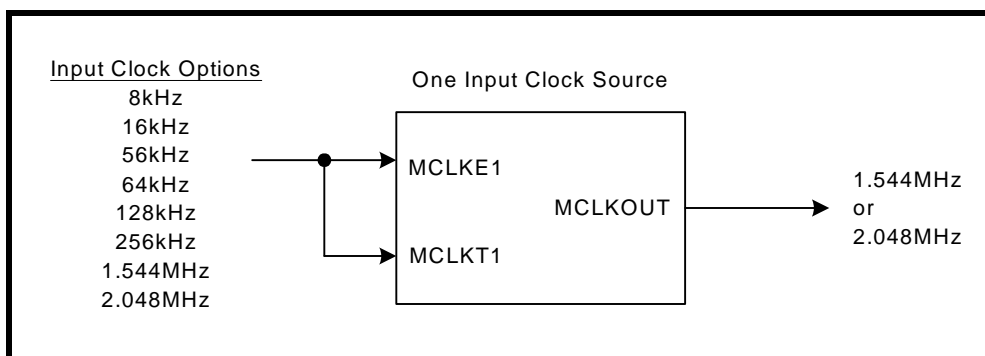 Input Clock Options
8kHz
16kHz
56kHz
64kHz
128kHz
256kHz
1.544MHz
2.048MHz
One Input Clock Source
MCLKE1
MCLKT1
MCLKOUT
1.544MHz
or
2.048MHz